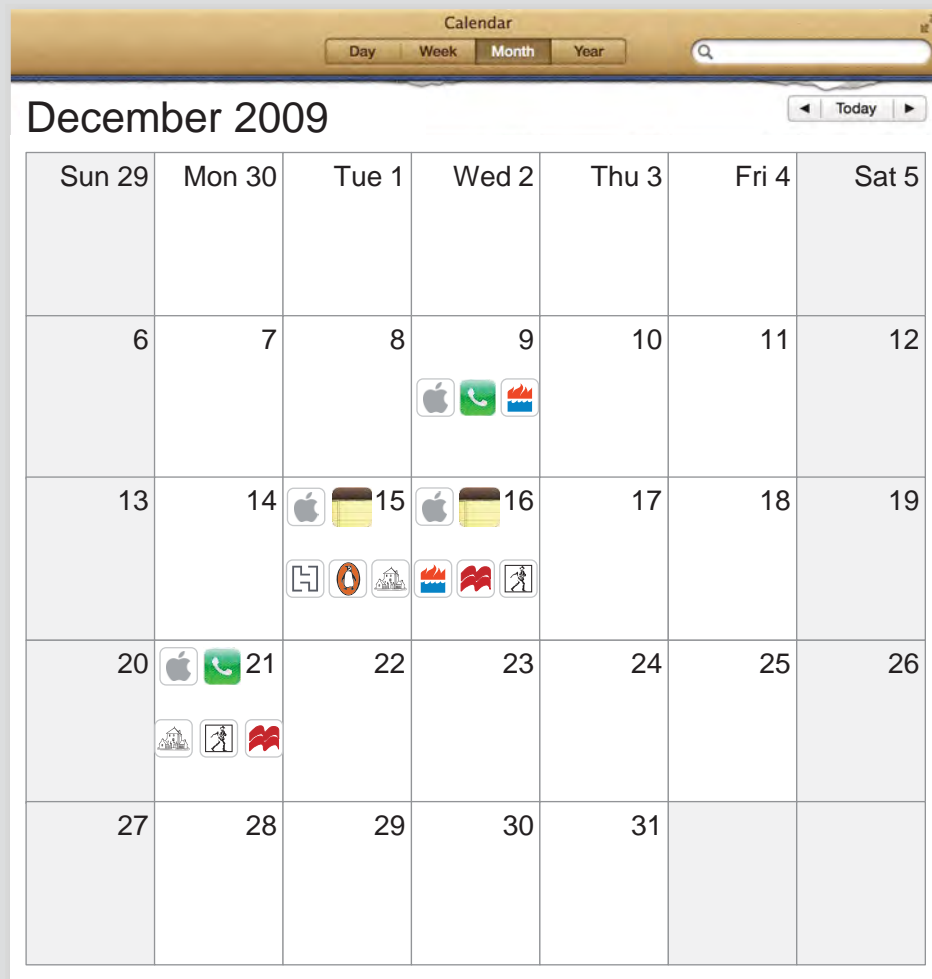 Calendar
Day Week Month Year
December 2009
Today
Sun 29 Mon 30 Tue 1 Wed 2 Thu 3 Fri 4 Sat 5
6 7 8 9 10 11 12
13 14 15 16 17 18 19
20 21 22 23 24 25 26
27 28 29 30 31